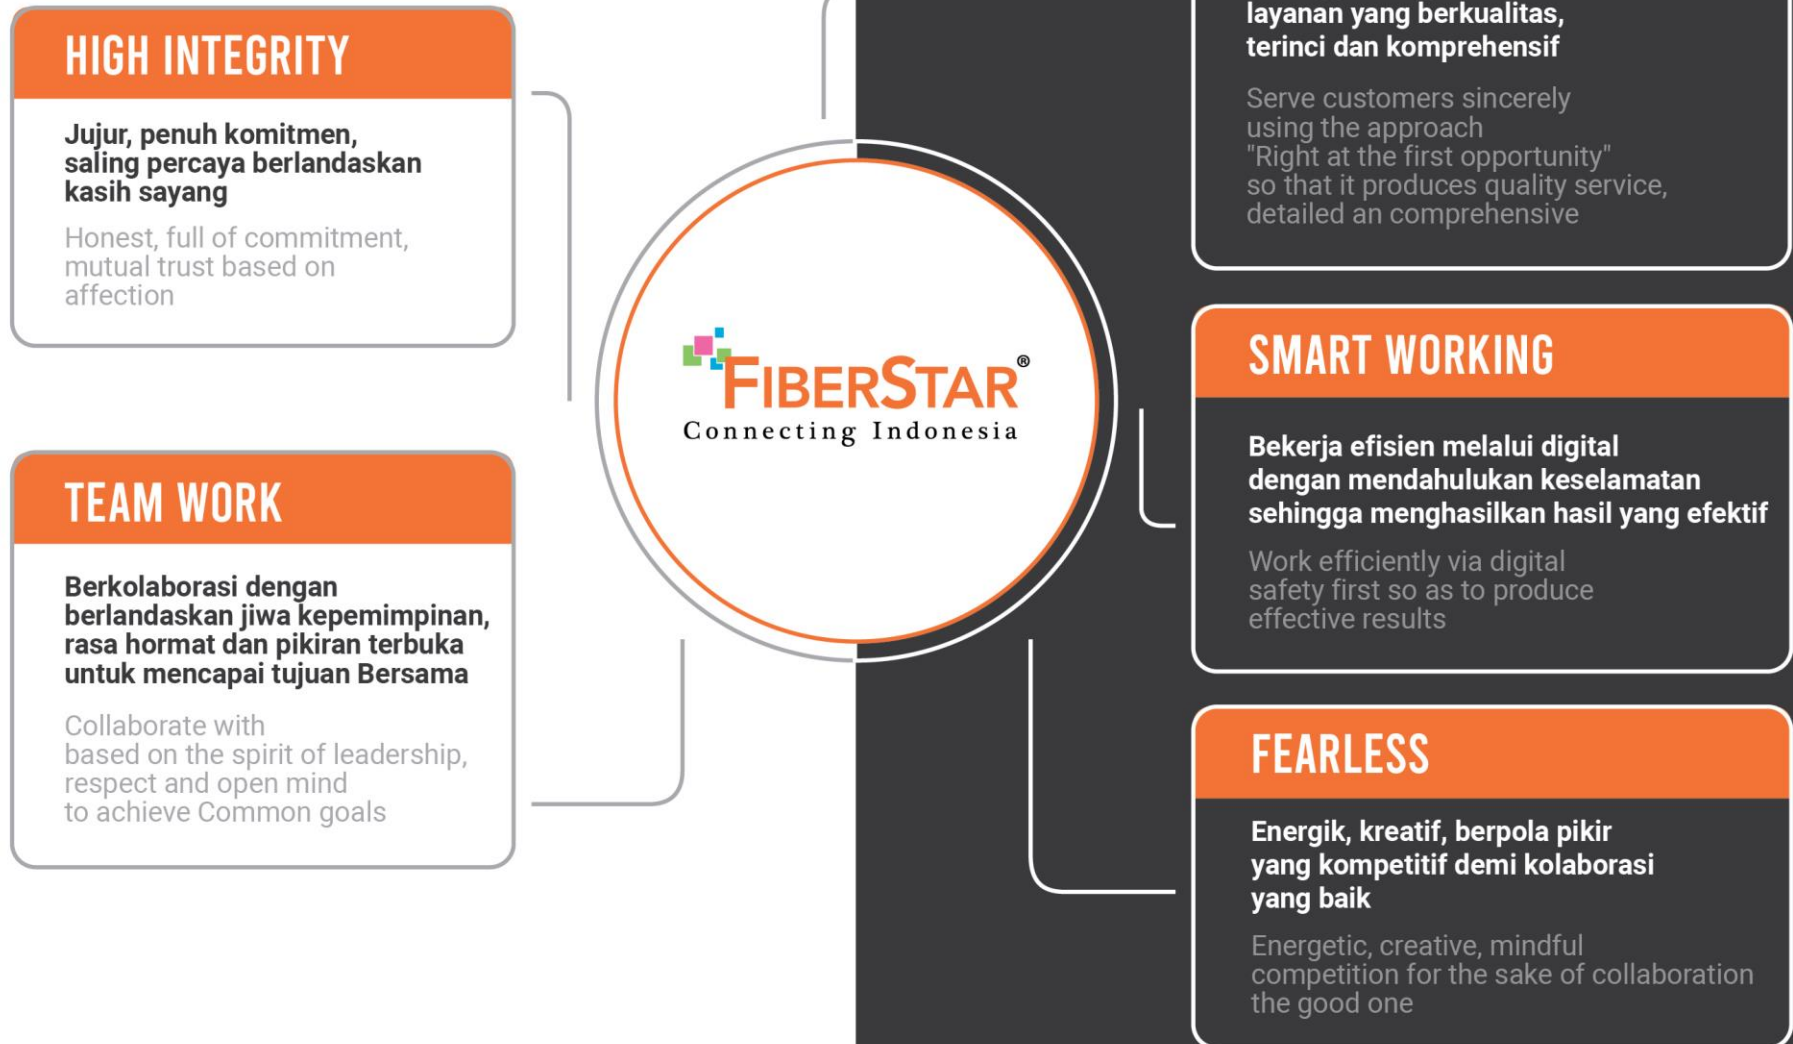 HIGH INTEGRITY
Jujur, penuh komitmen,
saling percaya berlandaskan
kasih sayang
Honest, full of commitment,
mutual trust based on
affection
TEAM WORK
Berkolaborasi dengan
berlandaskan jiwa kepemimpinan,
rasa hormat dan pikiran terbuka
untuk mencapai tujuan Bersama
Collaborate with
based on the spirit of leadership,
respect and open mind
to achieve Common goals
FIBERSTAR®
Connecting Indonesia
layanan yang berkualitas,
terinci dan komprehensif
Serve customers sincerely
using the approach
"Right at the first opportunity"
so that it produces quality service,
detailed an comprehensive
SMART WORKING
Bekerja efisien melalui digital
dengan mendahulukan keselamatan
sehingga menghasilkan hasil yang efektif
Work efficiently via digital
safety first so as to produce
effective results
FEARLESS
Energik, kreatif, berpola pikir
yang kompetitif demi kolaborasi
yang baik
Energetic, creative, mindful
competition for the sake of collaboration
the good one